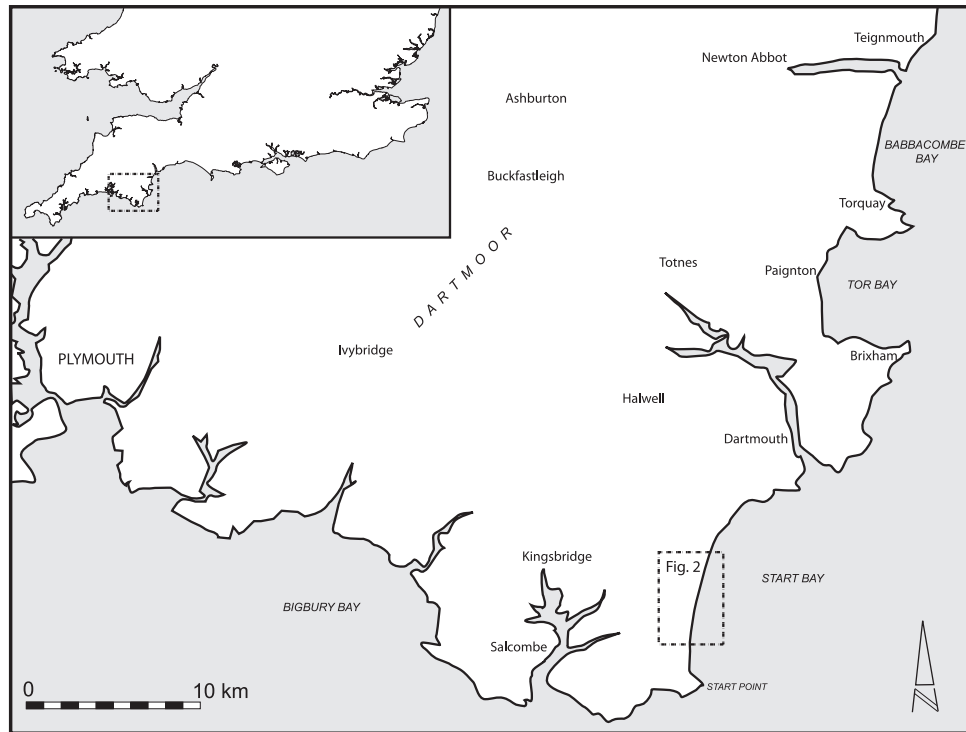 Teignmouth
Newton Abbot
Ashburton
BABBACOMBE
BAY
Buckfastleigh
Torquay
DARTMOOR
Totnes
Paignton
TOR BAY
PLYMOUTH
Ivybridge
Brixham
Halwell
Dartmouth
Kingsbridge
Fig. 2
START BAY
BIGBURY BAY
Salcombe
START POINT
0
10 km
N